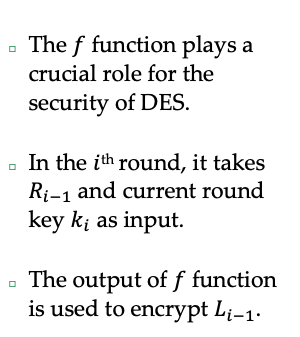 The f function plays a
crucial role for the
security of DES.
In the iᵗʰ round, it takes
Rᵢ₋₁ and current round
key kᵢ as input.
The output of f function
is used to encrypt Lᵢ₋₁.